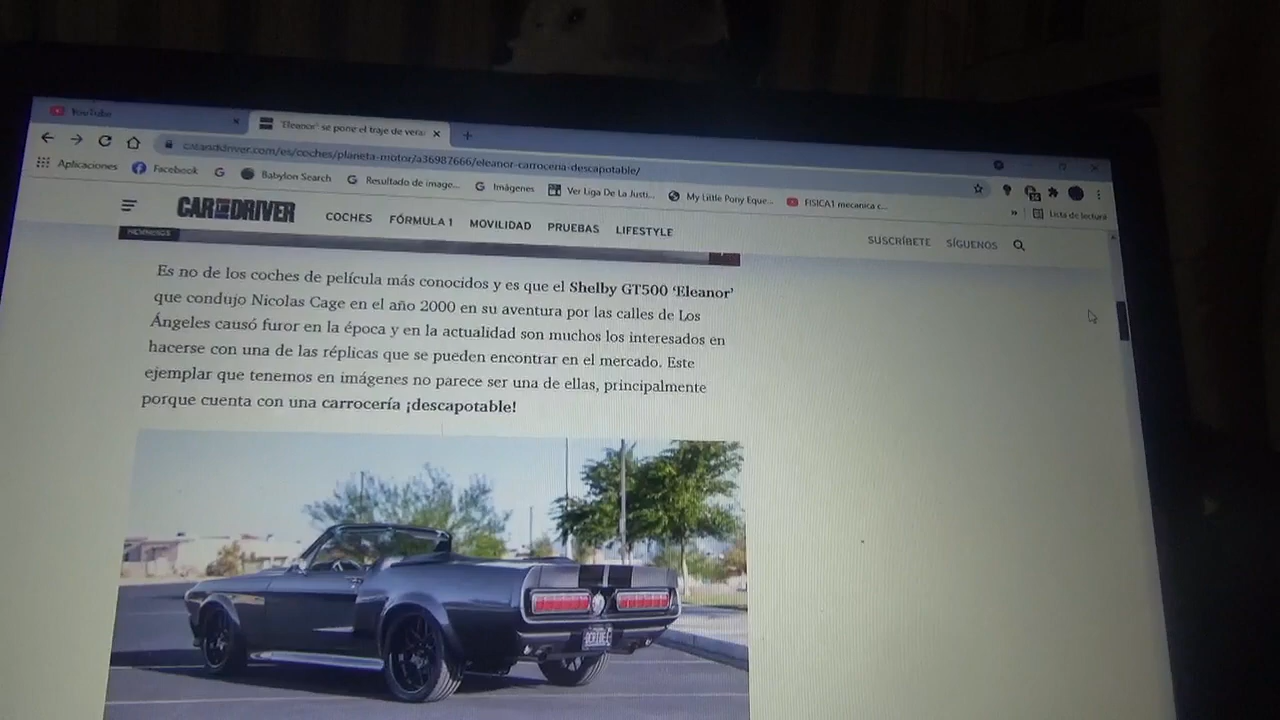 YouTube
'Eleanor' se pone el traje de vera
caranddriver.com/es/coches/planeta-motor/a36987666/eleanor-carroceria-descapotable/
Aplicaciones Facebook Babylon Search Resultado de image... Imágenes Ver Liga De La Justi... My Little Pony Eque... FISICA1 mecanica c...
» Lista de lectura
CAR AND DRIVER COCHES FÓRMULA 1 MOVILIDAD PRUEBAS LIFESTYLE SUSCRÍBETE SÍGUENOS
Es no de los coches de película más conocidos y es que el Shelby GT500 ‘Eleanor’
que condujo Nicolas Cage en el año 2000 en su aventura por las calles de Los
Ángeles causó furor en la época y en la actualidad son muchos los interesados en
hacerse con una de las réplicas que se pueden encontrar en el mercado. Este
ejemplar que tenemos en imágenes no parece ser una de ellas, principalmente
porque cuenta con una carrocería ¡descapotable!